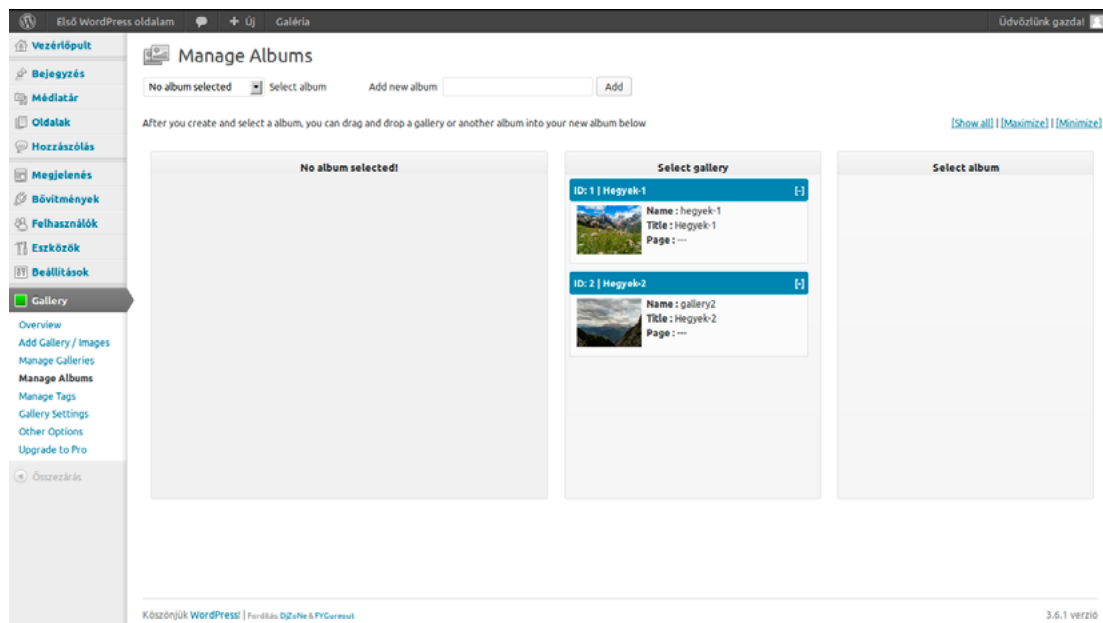 Első WordPress oldalam + Új Galéria Üdvözlünk gazda!
Vezérlőpult
Bejegyzés
Médiatár
Oldalak
Hozzászólás
Megjelenés
Bővítmények
Felhasználók
Eszközök
Beállítások
Gallery
Overview
Add Gallery / Images
Manage Galleries
Manage Albums
Manage Tags
Gallery Settings
Other Options
Upgrade to Pro
Összezárás
Manage Albums
No album selected Select album Add new album Add
After you create and select a album, you can drag and drop a gallery or another album into your new album below [Show all] | [Maximize] | [Minimize]
No album selected!
Select gallery
ID: 1 | Hegyek-1 [-]
Name : hegyek-1
Title : Hegyek-1
Page : ---
ID: 2 | Hegyek-2 [-]
Name : gallery2
Title : Hegyek-2
Page : ---
Select album
Köszönjük WordPress! | Fordítás: DjZoNe & FYGureout 3.6.1 verzió